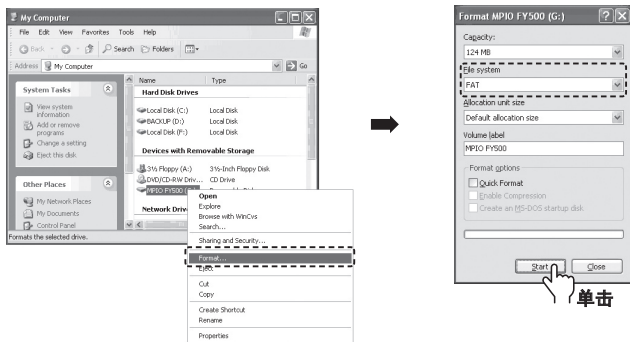 My Computer
File Edit View Favorites Tools Help
Back Search Folders
Address My Computer Go
System Tasks
View system information
Add or remove programs
Change a setting
Eject this disk
Other Places
My Network Places
My Documents
Control Panel
Formats the selected drive.
Name Type
Hard Disk Drives
Local Disk (C:) Local Disk
BACKUP (D:) Local Disk
Local Disk (F:) Local Disk
Devices with Removable Storage
3½ Floppy (A:) 3½-Inch Floppy Disk
DVD/CD-RW Driv... CD Drive
MPIO FY500 (G:)
Network Driv
Open
Explore
Browse with WinCvs
Search...
Sharing and Security...
Format...
Eject
Cut
Copy
Create Shortcut
Rename
Properties
Format MPIO FY500 (G:)
Capacity:
124 MB
File system
FAT
Allocation unit size
Default allocation size
Volume label
MPIO FY500
Format options
Quick Format
Enable Compression
Create an MS-DOS startup disk
Start Close
单击